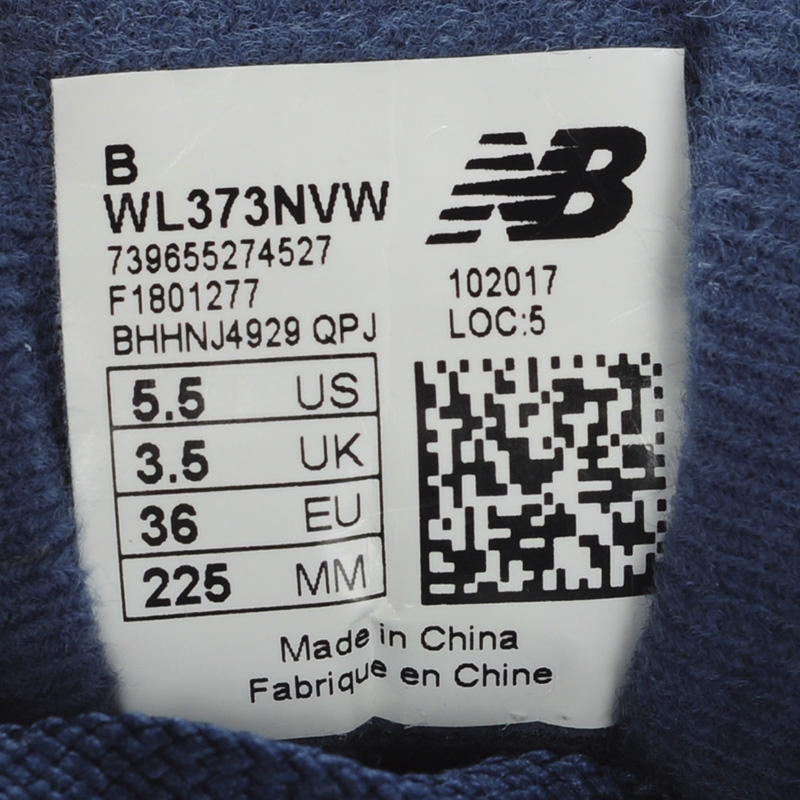 B
WL373NVW
739655274527
F1801277
BHHNJ4929 QPJ
NB
102017
LOC:5
5.5 US
3.5 UK
36 EU
225 MM
Made in China
Fabrique en Chine